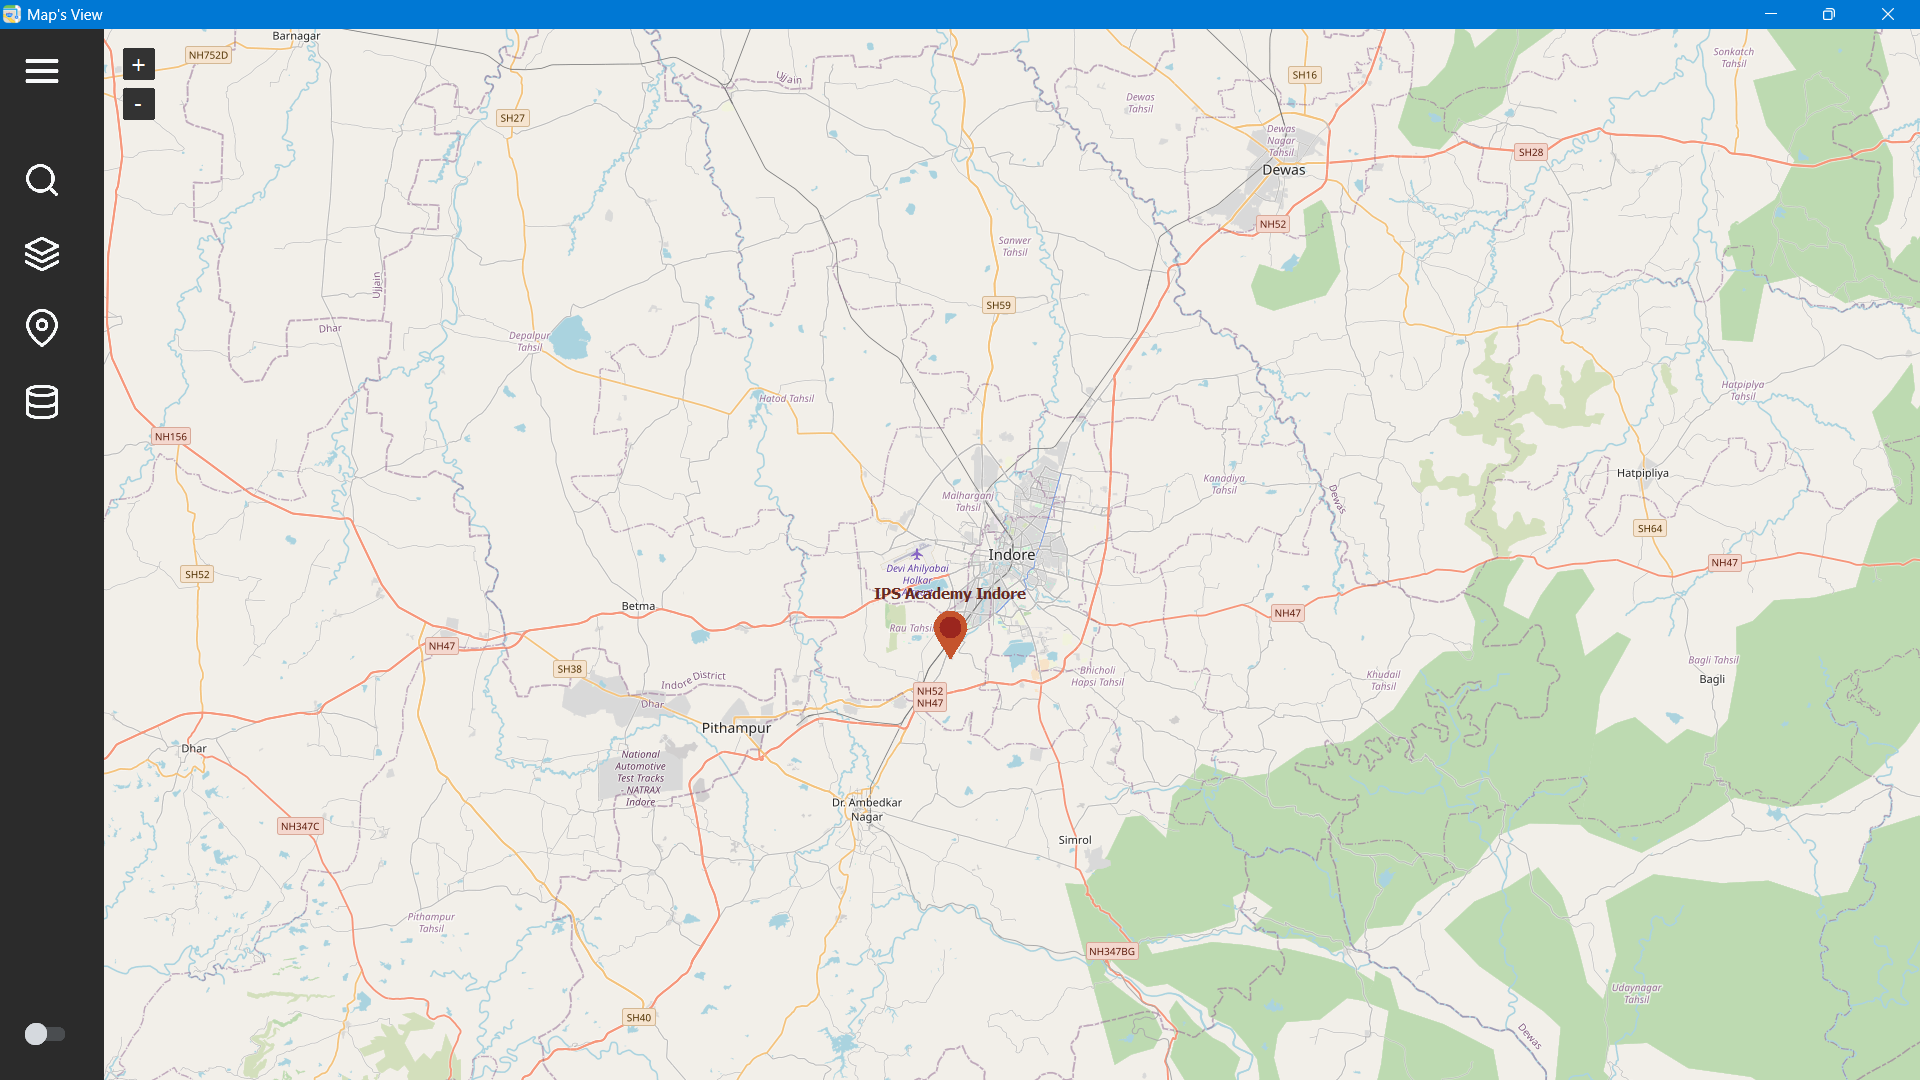 Map's View
+
-
Barnagar
NH752D
Ujjain
SH27
SH16
Sonkatch
Tahsil
Dewas
Tahsil
Dewas
Nagar
Tahsil
Dewas
SH28
NH52
Sanwer
Tahsil
Ujjain
SH59
Dhar
Depalpur
Tahsil
Hatod Tahsil
Hatpiplya
Tahsil
NH156
Hatpipliya
Kanadiya
Tahsil
Malharganj
Tahsil
Dewas
SH64
Indore
NH47
Devi Ahilyabai
Holkar
SH52
IPS Academy Indore
Betma
NH47
Rau Tahsil
NH47
SH38
Bagli Tahsil
Bagli
Bhicholi
Hapsi Tahsil
Khudail
Tahsil
Indore District
NH52
NH47
Dhar
Pithampur
Dhar
National
Automotive
Test Tracks
- NATRAX
Indore
Dr. Ambedkar
Nagar
NH347C
Simrol
Pithampur
Tahsil
NH347BG
Udaynagar
Tahsil
SH40
Dewas